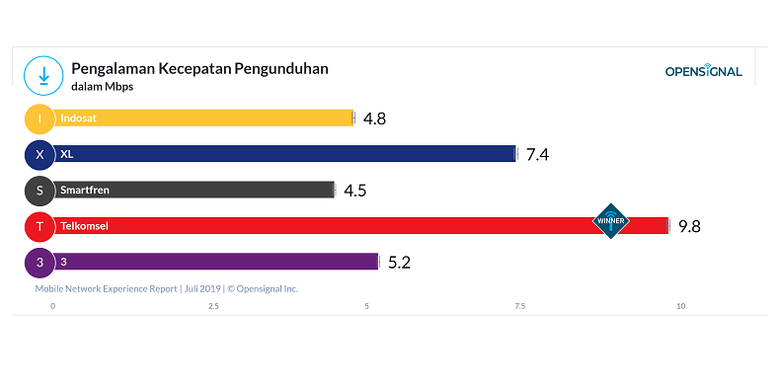 Pengalaman Kecepatan Pengunduhan
dalam Mbps
OPENSIGNAL
I Indosat 4.8
X XL 7.4
S Smartfren 4.5
T Telkomsel WINNER 9.8
3 3 5.2
Mobile Network Experience Report | Juli 2019 | © Opensignal Inc.
0 2.5 5 7.5 10